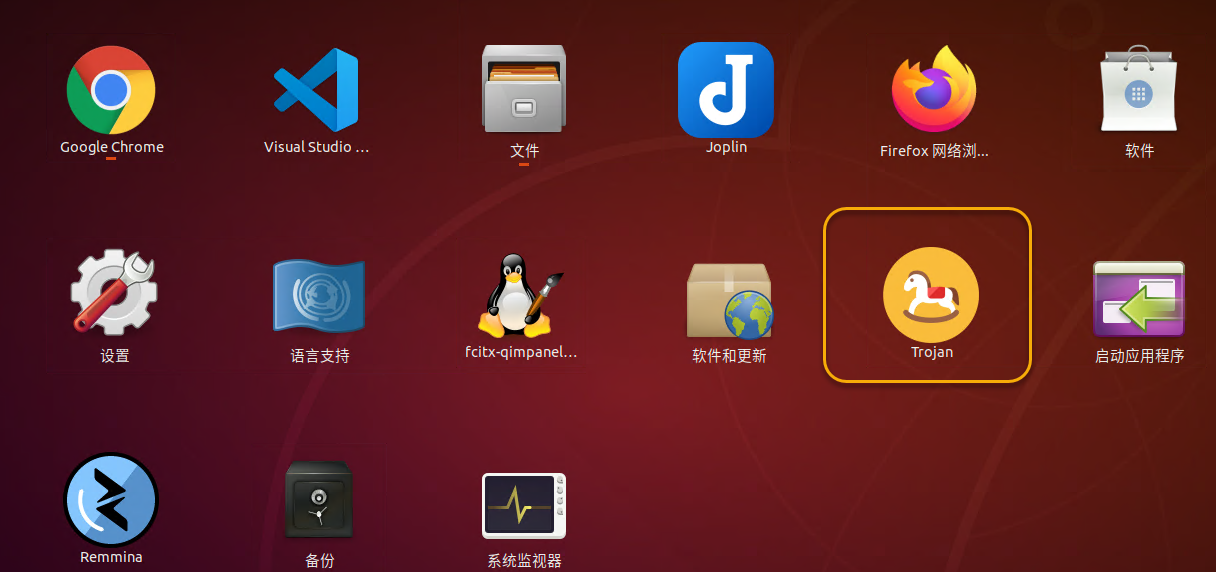 Google Chrome
Visual Studio ...
文件
Joplin
Firefox 网络浏...
软件
设置
语言支持
fcitx-qimpanel...
软件和更新
Trojan
启动应用程序
Remmina
备份
系统监视器